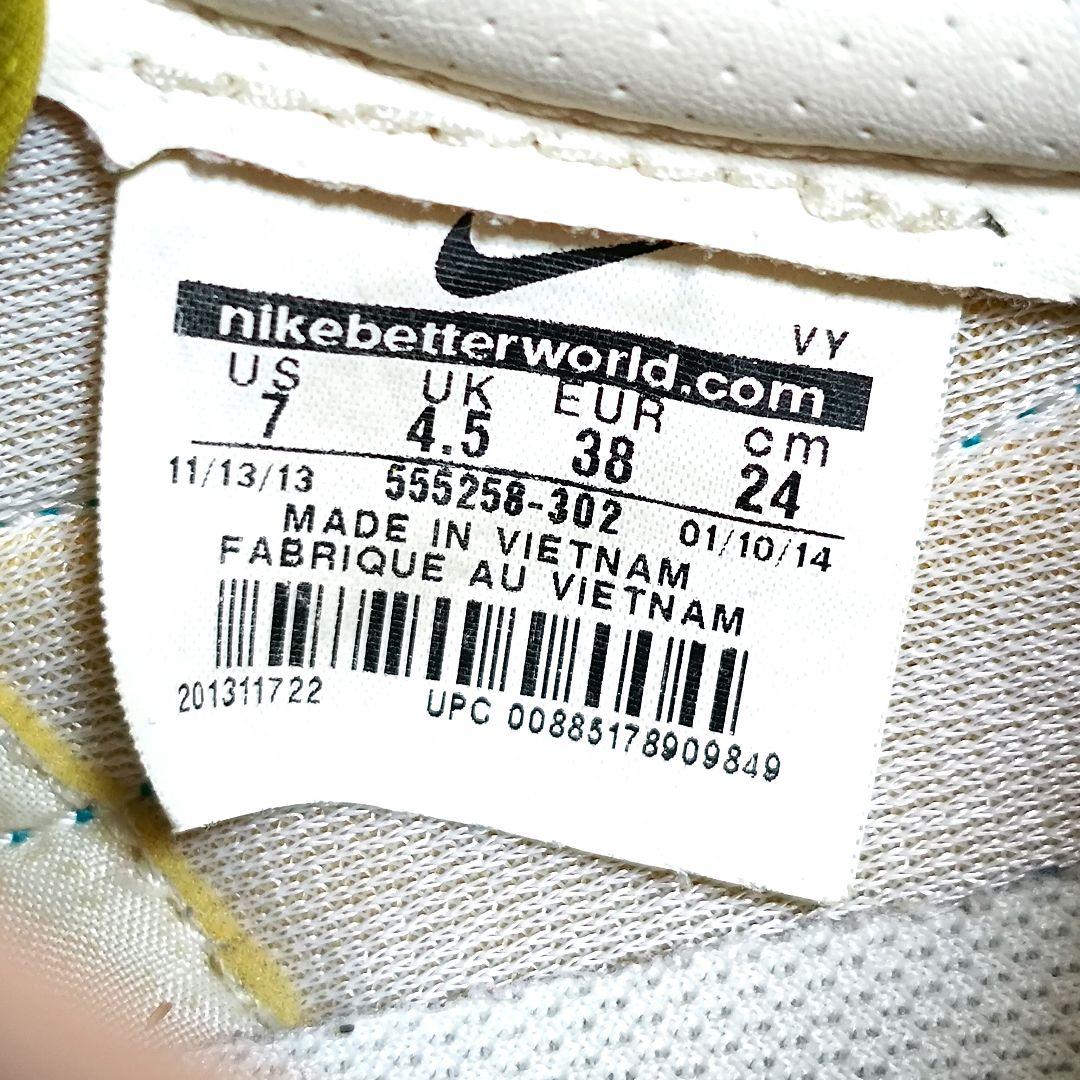 nikebetterworld.com
VY
US UK EUR cm
7 4.5 38 24
11/13/13 555258-302 01/10/14
MADE IN VIETNAM
FABRIQUE AU VIETNAM
201311722 UPC 00885178909849